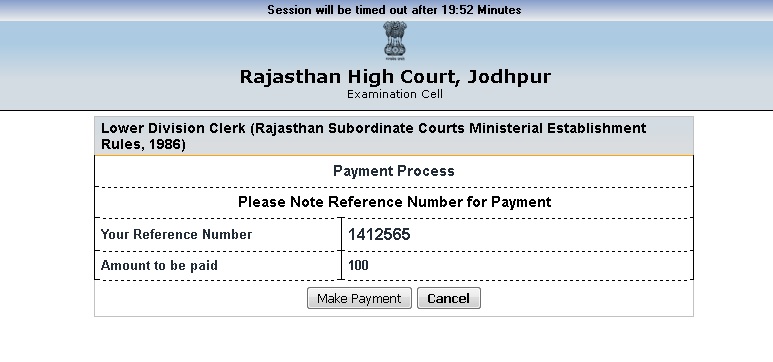 Session will be timed out after 19:52 Minutes
Rajasthan High Court, Jodhpur
Examination Cell
Lower Division Clerk (Rajasthan Subordinate Courts Ministerial Establishment
Rules, 1986)
Payment Process
Please Note Reference Number for Payment
Your Reference Number 1412565
Amount to be paid 100
Make Payment Cancel